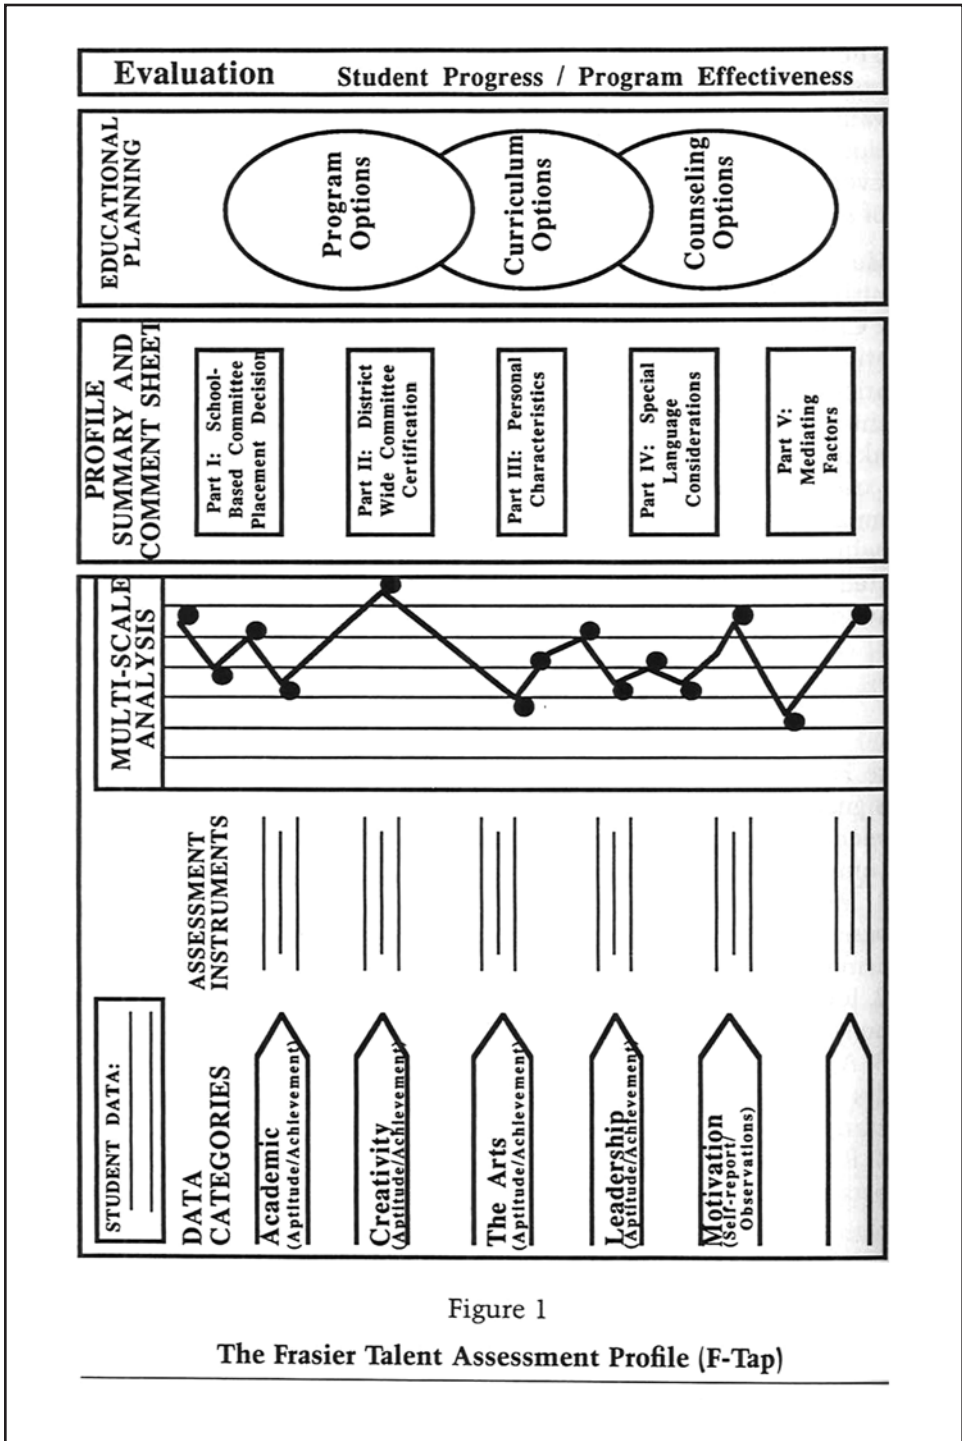 Evaluation Student Progress / Program Effectiveness
EDUCATIONAL
PLANNING
Program
Options
Curriculum
Options
Counseling
Options
PROFILE
SUMMARY AND
COMMENT SHEET
Part I: School-
Based Committee
Placement Decision
Part II: District
Wide Committee
Certification
Part III: Personal
Characteristics
Part IV: Special
Language
Considerations
Part V:
Mediating
Factors
MULTI-SCALE
ANALYSIS
ASSESSMENT
INSTRUMENTS
STUDENT DATA:
DATA
CATEGORIES
Academic
(Aptitude/Achievement)
Creativity
(Aptitude/Achievement)
The Arts
(Aptitude/Achievement)
Leadership
(Aptitude/Achievement)
Motivation
(Self-report/
Observations)
Figure 1
The Frasier Talent Assessment Profile (F-Tap)